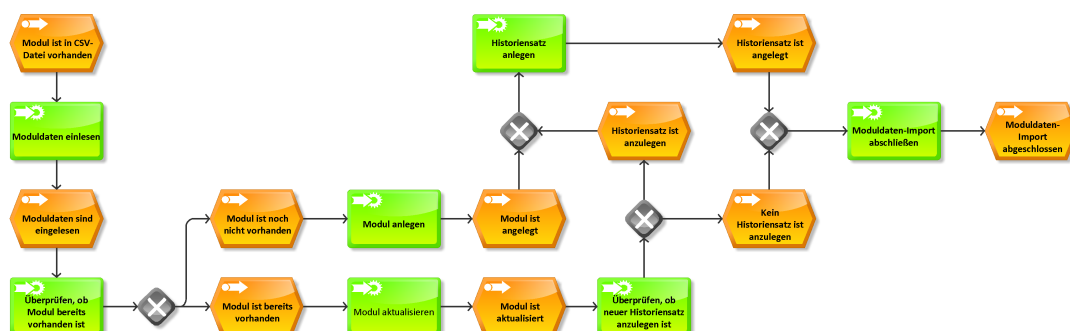 Modul ist in CSV-
Datei vorhanden
Moduldaten einlesen
Moduldaten sind
eingelesen
Überprüfen, ob
Modul bereits
vorhanden ist
Modul ist noch
nicht vorhanden
Modul anlegen
Modul ist
angelegt
Modul ist bereits
vorhanden
Modul aktualisieren
Modul ist
aktualisiert
Überprüfen, ob
neuer Historiensatz
anzulegen ist
Historiensatz ist
anzulegen
Kein
Historiensatz ist
anzulegen
Historiensatz
anlegen
Historiensatz ist
angelegt
Moduldaten-Import
abschließen
Moduldaten-
Import
abgeschlossen